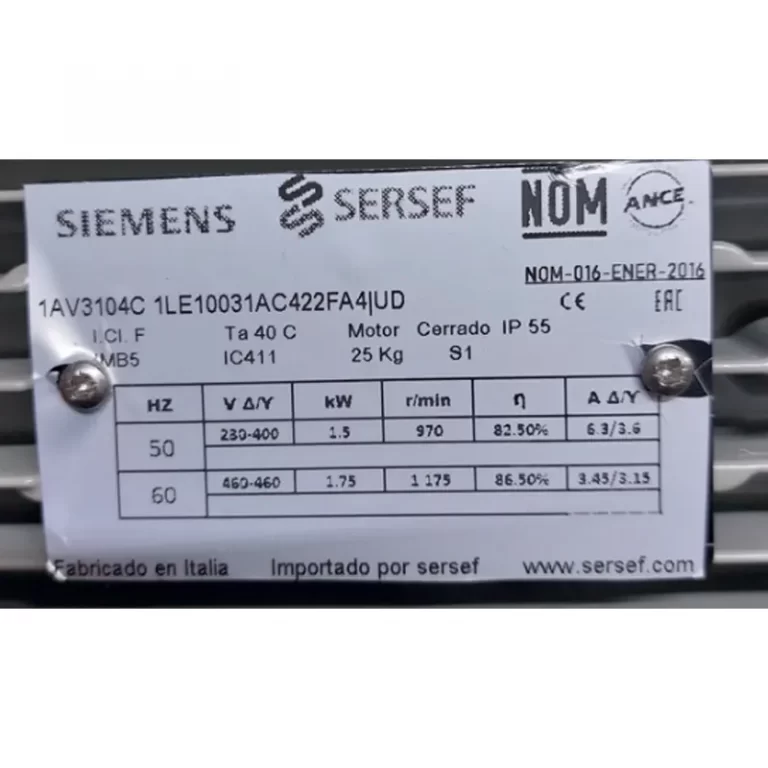 SIEMENS SERSEF NOM ANCE
NOM-016-ENER-2016
1AV3104C 1LE10031AC422FA4|UD CE EAC
I.Cl. F Ta 40 C Motor Cerrado IP 55
IMB5 IC411 25 Kg S1
HZ V Δ/Y kW r/min η A Δ/Y
50 230-400 1.5 970 82.50% 6.3/3.6
60 460-460 1.75 1 175 86.50% 3.45/3.15
Fabricado en Italia Importado por sersef www.sersef.com